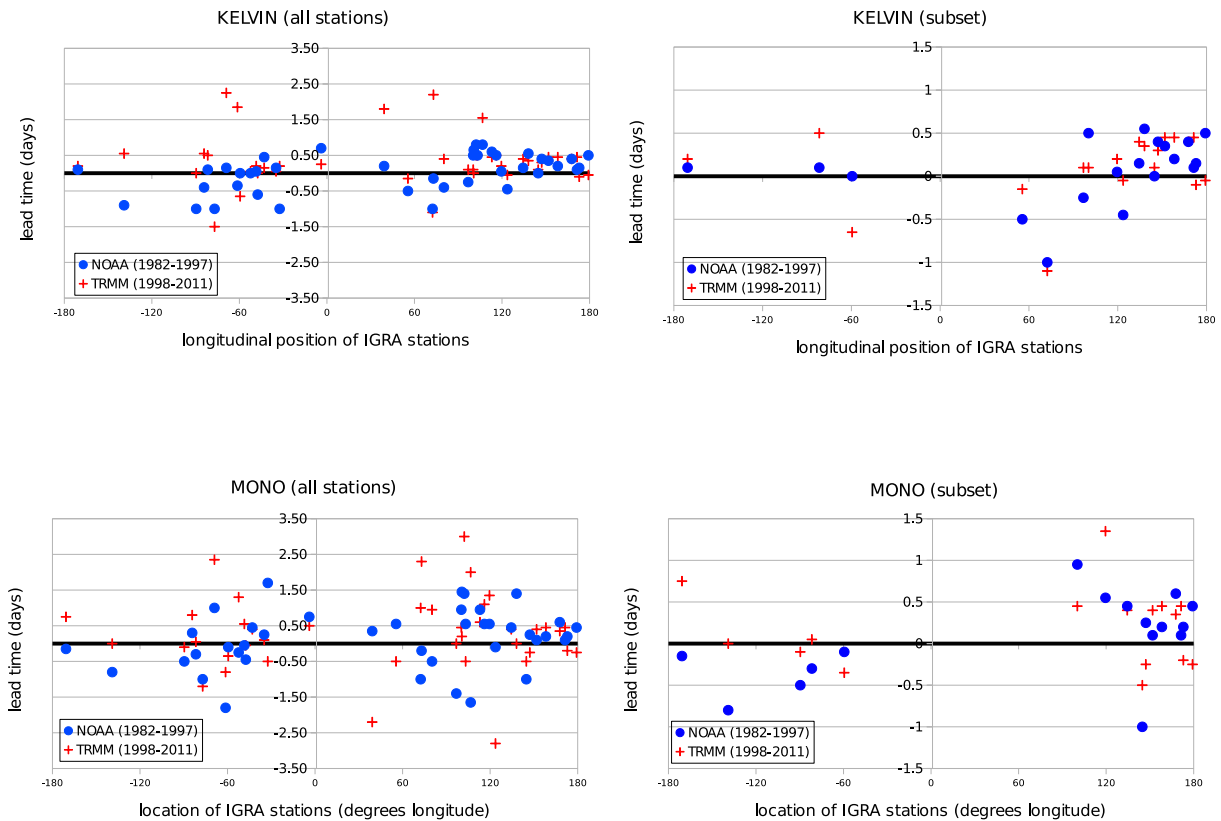 KELVIN (all stations)
3.50
2.50
1.50
0.50
-0.50
-1.50
-2.50
-3.50
lead time (days)
NOAA (1982-1997)
TRMM (1998-2011)
-180 -120 -60 0 60 120 180
longitudinal position of IGRA stations
KELVIN (subset)
1.5
1
0.5
0
-0.5
-1
-1.5
lead time (days)
NOAA (1982-1997)
TRMM (1998-2011)
-180 -120 -60 0 60 120 180
longitudinal position of IGRA stations
MONO (all stations)
3.50
2.50
1.50
0.50
-0.50
-1.50
-2.50
-3.50
lead time (days)
NOAA (1982-1997)
TRMM (1998-2011)
-180 -120 -60 0 60 120 180
location of IGRA stations (degrees longitude)
MONO (subset)
1.5
1
0.5
0
-0.5
-1
-1.5
lead time (days)
NOAA (1982-1997)
TRMM (1998-2011)
-180 -120 -60 0 60 120 180
location of IGRA stations (degrees longitude)